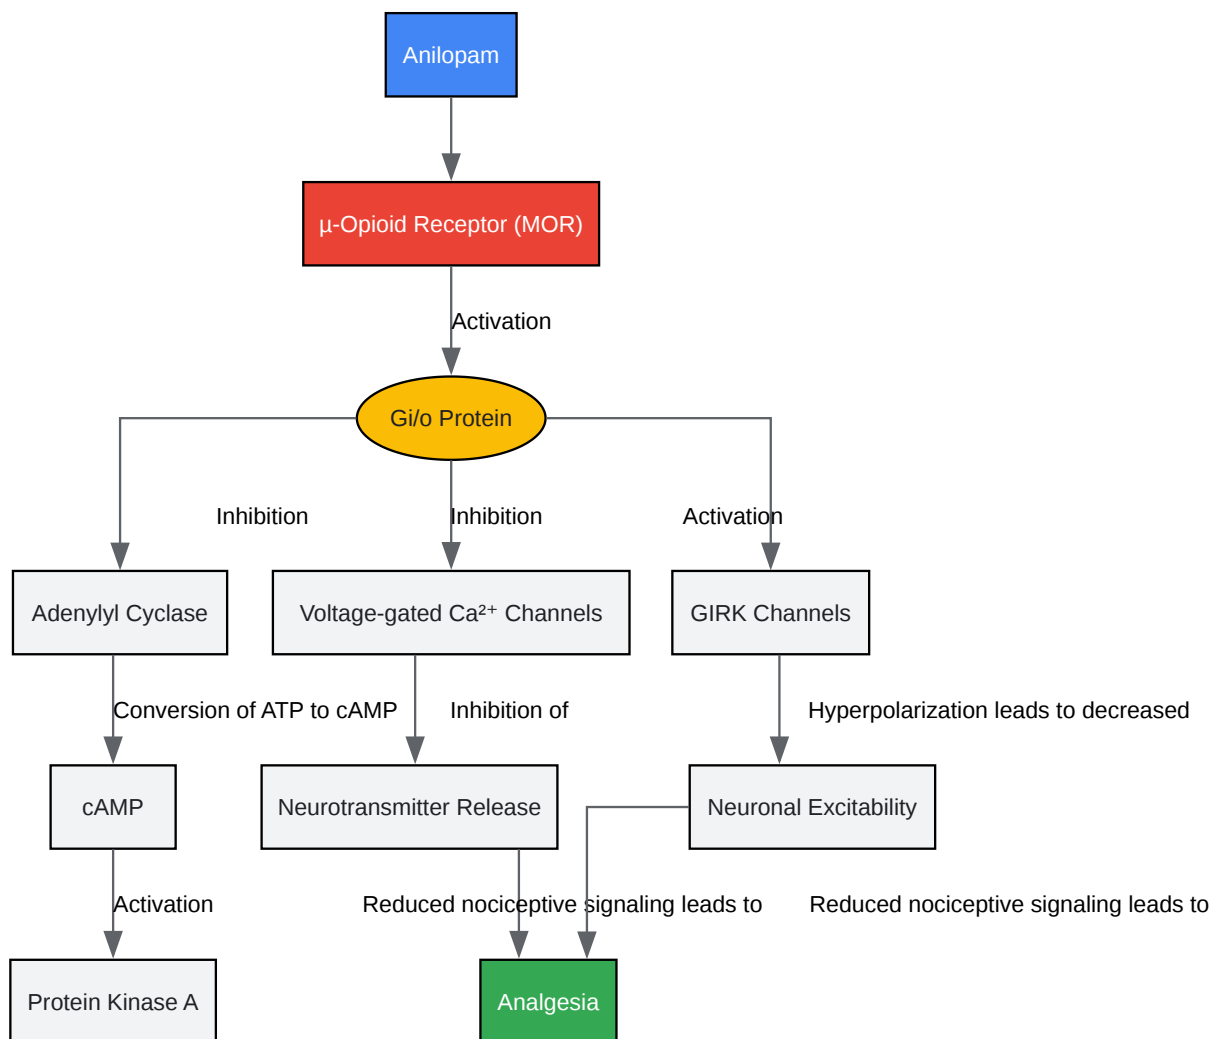 Anilopam
µ-Opioid Receptor (MOR)
Activation
Gi/o Protein
Inhibition
Inhibition
Activation
Adenylyl Cyclase
Voltage-gated Ca²⁺ Channels
GIRK Channels
Conversion of ATP to cAMP
Inhibition of
Hyperpolarization leads to decreased
cAMP
Neurotransmitter Release
Neuronal Excitability
Activation
Reduced nociceptive signaling leads to
Reduced nociceptive signaling leads to
Protein Kinase A
Analgesia